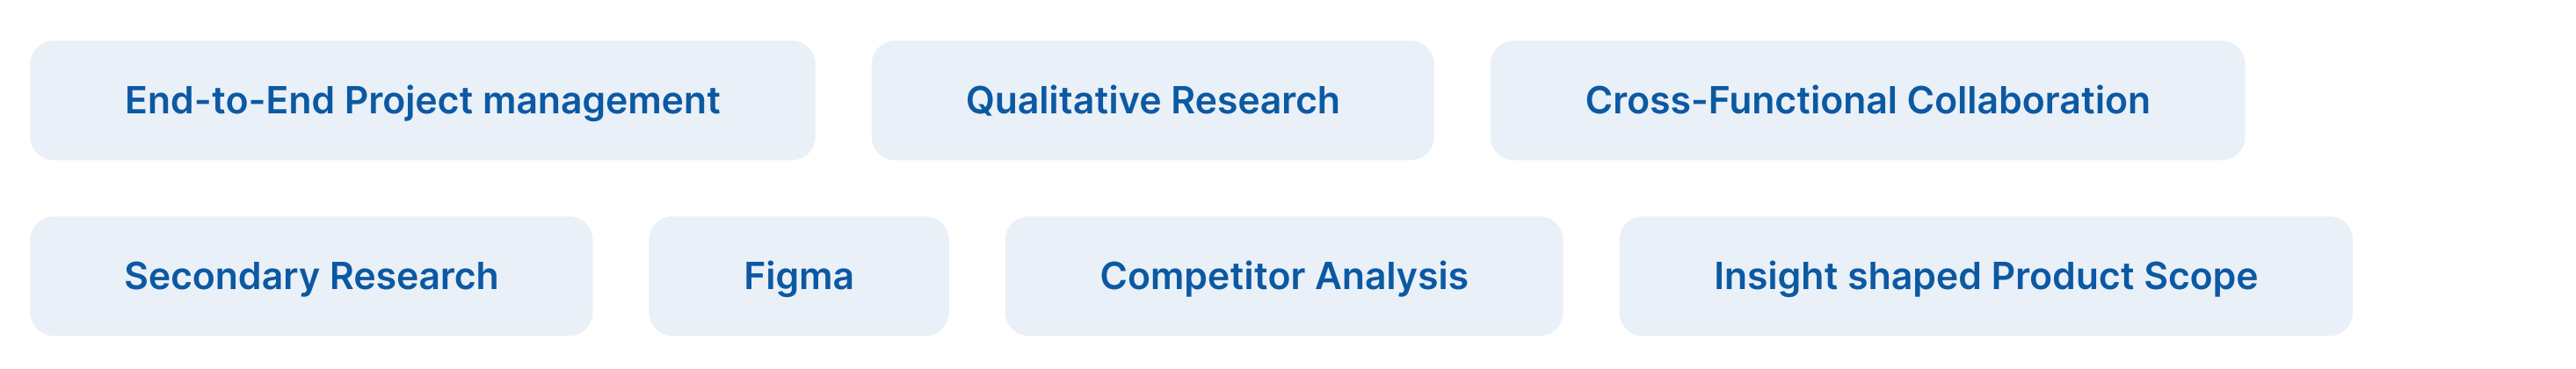 End-to-End Project management
Qualitative Research
Cross-Functional Collaboration
Secondary Research
Figma
Competitor Analysis
Insight shaped Product Scope